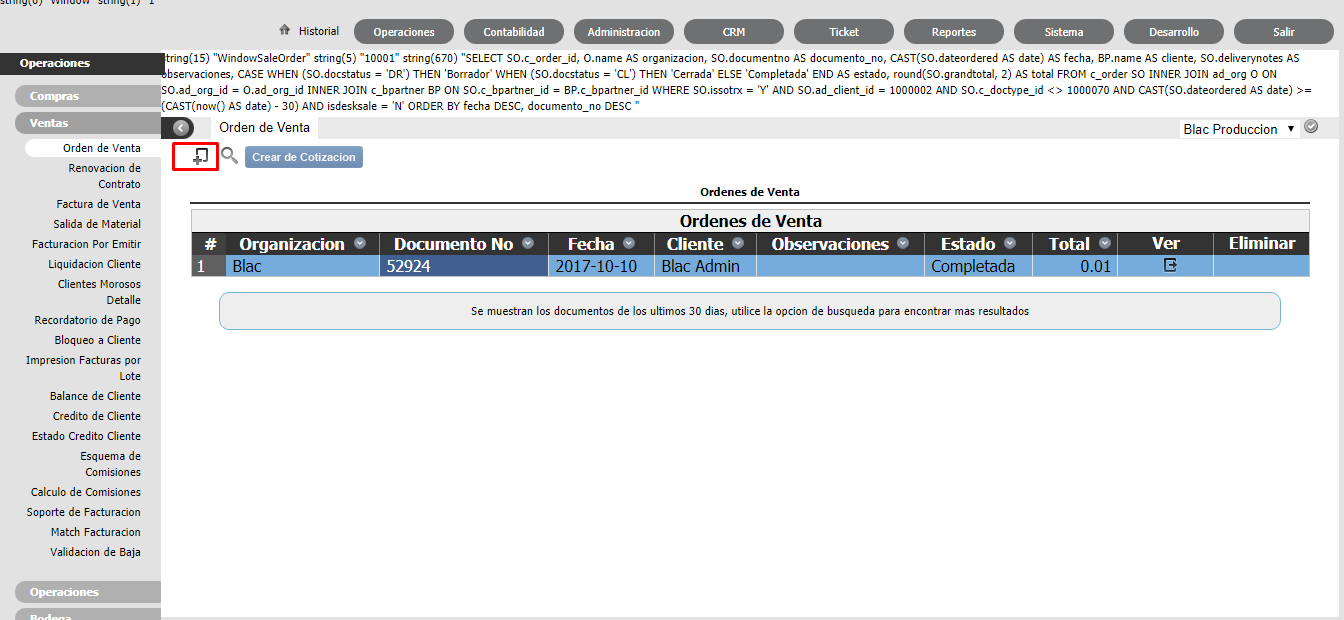 string(6) "Window" string(1) "1"
Historial
Operaciones
Contabilidad
Administracion
CRM
Ticket
Reportes
Sistema
Desarrollo
Salir
Operaciones
Compras
Ventas
Orden de Venta
Renovacion de
Contrato
Factura de Venta
Salida de Material
Facturacion Por Emitir
Liquidacion Cliente
Clientes Morosos
Detalle
Recordatorio de Pago
Bloqueo a Cliente
Impresion Facturas por
Lote
Balance de Cliente
Credito de Cliente
Estado Credito Cliente
Esquema de
Comisiones
Calculo de Comisiones
Soporte de Facturacion
Match Facturacion
Validacion de Baja
Operaciones
Bodega
string(15) "WindowSaleOrder" string(5) "10001" string(670) "SELECT SO.c_order_id, O.name AS organizacion, SO.documentno AS documento_no, CAST(SO.dateordered AS date) AS fecha, BP.name AS cliente, SO.deliverynotes AS
observaciones, CASE WHEN (SO.docstatus = 'DR') THEN 'Borrador' WHEN (SO.docstatus = 'CL') THEN 'Cerrada' ELSE 'Completada' END AS estado, round(SO.grandtotal, 2) AS total FROM c_order SO INNER JOIN ad_org O ON
SO.ad_org_id = O.ad_org_id INNER JOIN c_bpartner BP ON SO.c_bpartner_id = BP.c_bpartner_id WHERE SO.issotrx = 'Y' AND SO.ad_client_id = 1000002 AND SO.c_doctype_id <> 1000070 AND CAST(SO.dateordered AS date) >=
(CAST(now() AS date) - 30) AND isdesksale = 'N' ORDER BY fecha DESC, documento_no DESC "
Orden de Venta
Blac Produccion
Crear de Cotizacion
Ordenes de Venta
Ordenes de Venta
# Organizacion Documento No Fecha Cliente Observaciones Estado Total Ver Eliminar
1 Blac 52924 2017-10-10 Blac Admin Completada 0.01
Se muestran los documentos de los ultimos 30 dias, utilice la opcion de busqueda para encontrar mas resultados